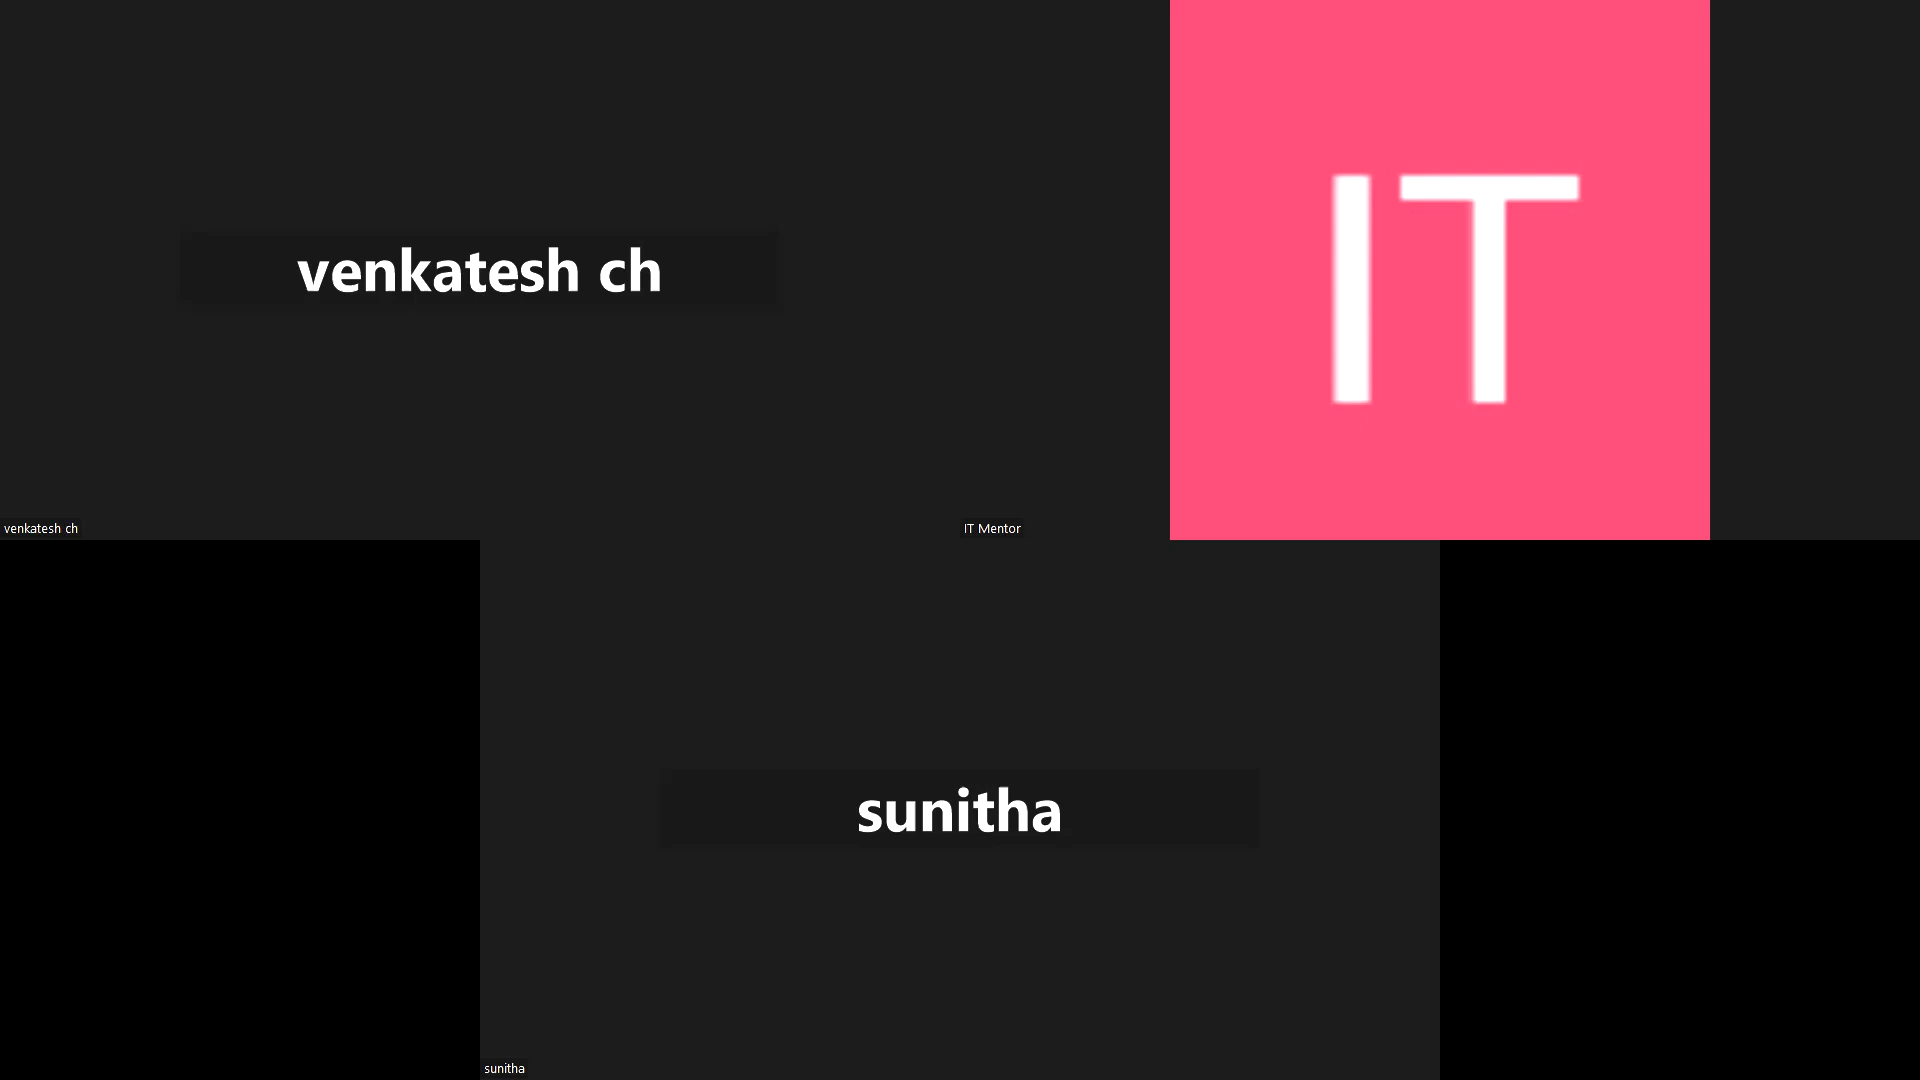 venkatesh ch
IT
venkatesh ch
IT Mentor
sunitha
sunitha